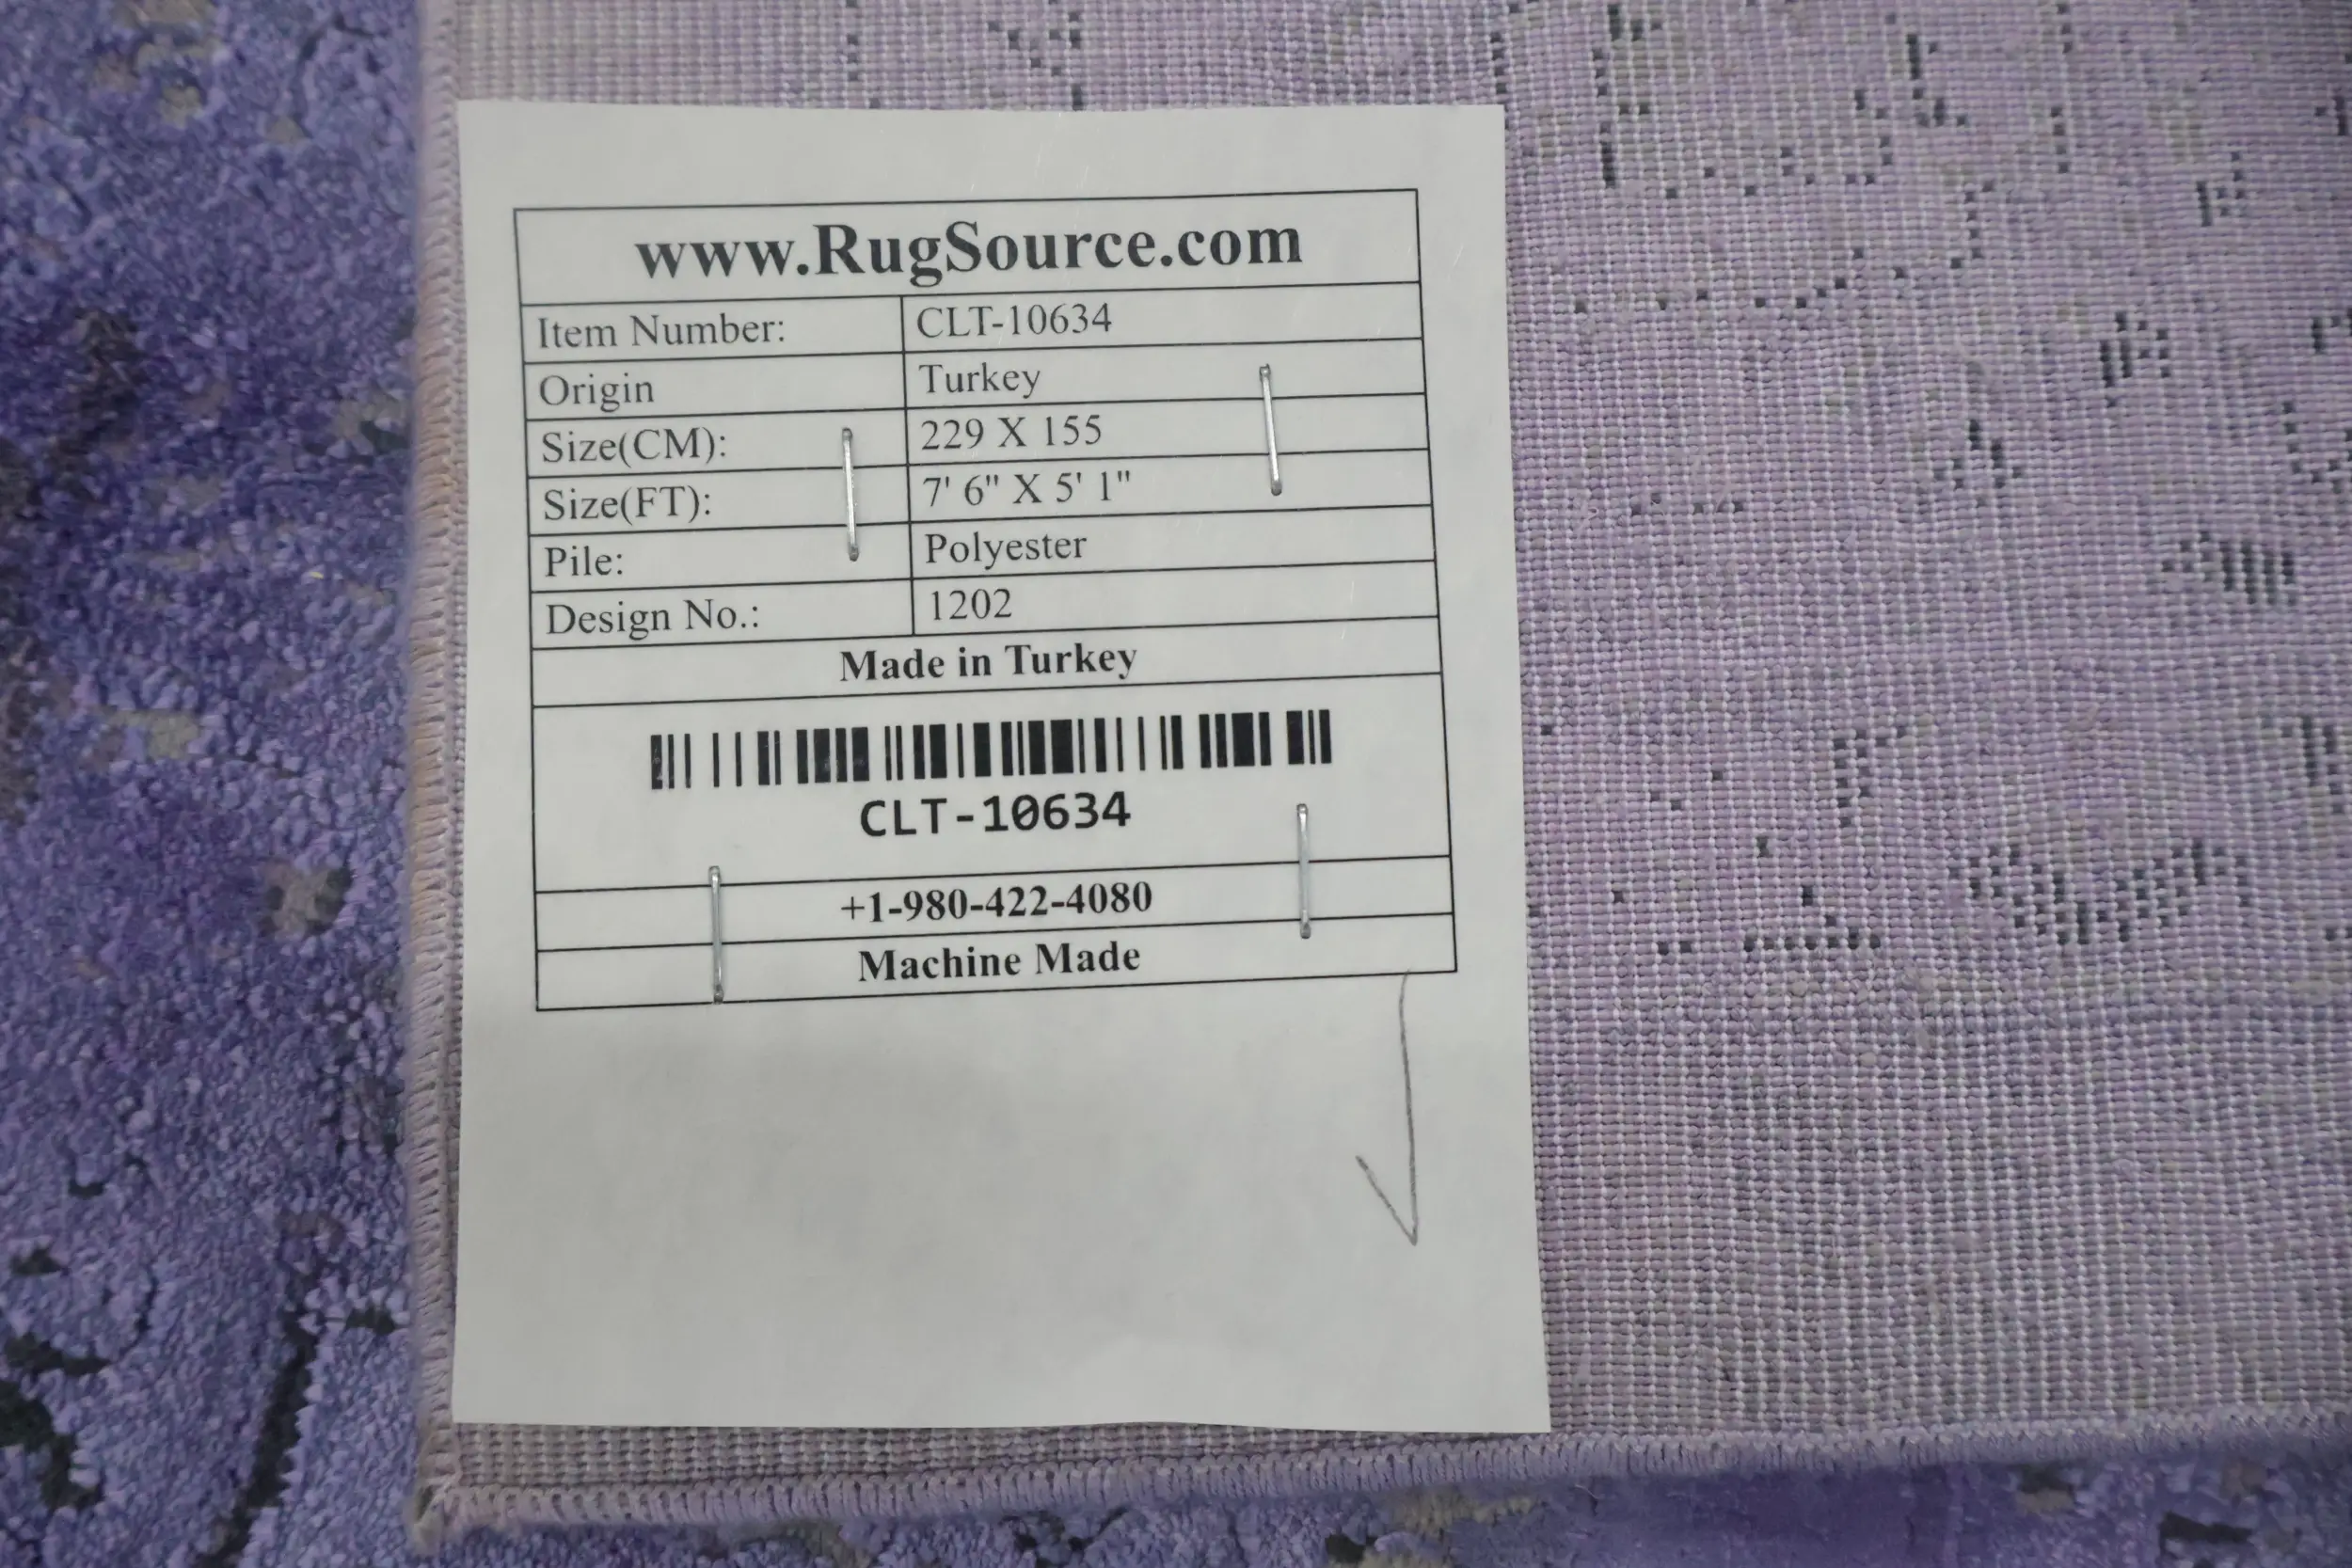 www.RugSource.com
Item Number: CLT-10634
Origin Turkey
Size(CM): 229 X 155
Size(FT): 7' 6" X 5' 1"
Pile: Polyester
Design No.: 1202
Made in Turkey
CLT-10634
+1-980-422-4080
Machine Made